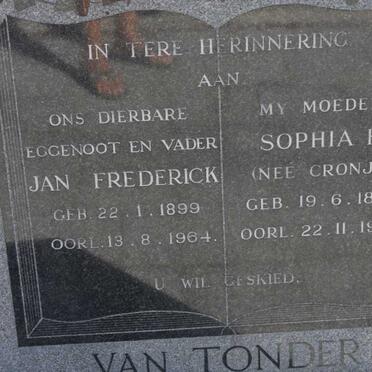 IN TERE HERINNERING
AAN
ONS DIERBARE
EGGENOOT EN VADER
JAN FREDERICK
GEB. 22.1.1899
OORL. 13.8.1964.
MY MOEDE
SOPHIA
(NEÉ CRONJ
GEB. 19.6.18
OORL. 22.11.19
U WIL GESKIED.
VAN TONDER